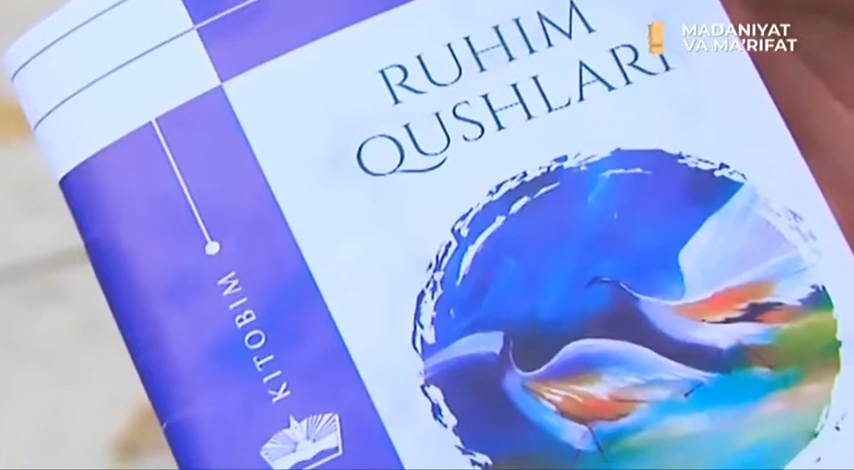 RUHIM
QUSHLARI
KITOBIM
MADANIYAT
VA MA'RIFAT